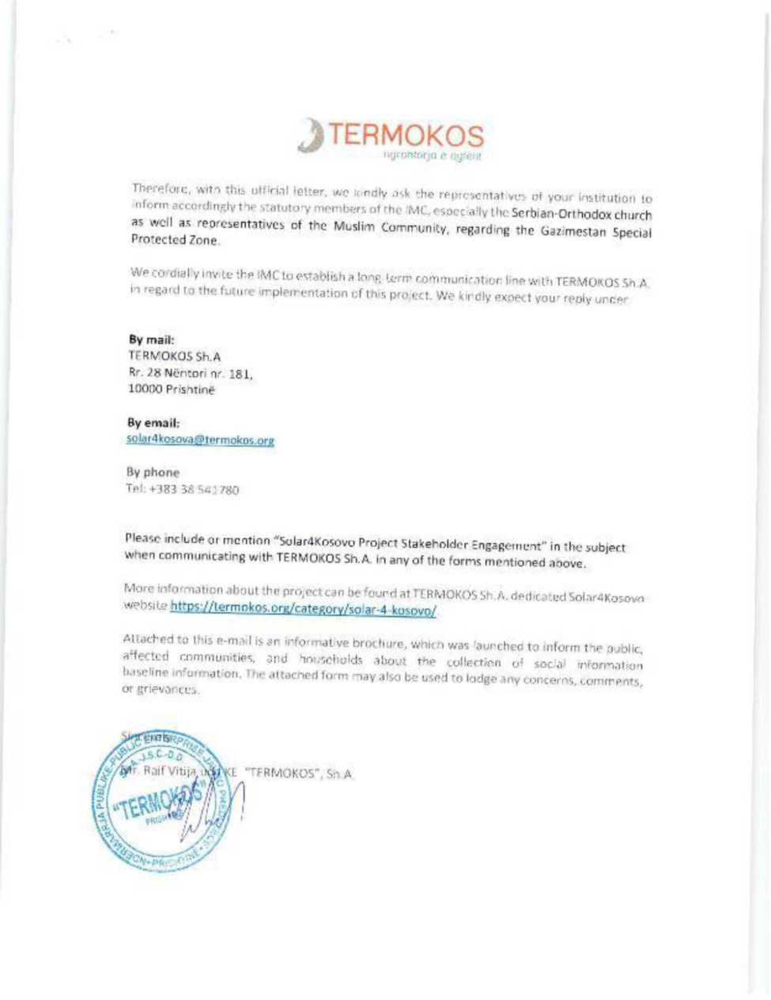 TERMOKOS
ngrohtorja e qytetit
Therefore, with this official letter, we kindly ask the representatives of your institution to
inform accordingly the statutory members of the IMC, especially the Serbian-Orthodox church
as well as representatives of the Muslim Community, regarding the Gazimestan Special
Protected Zone.
We cordially invite the IMC to establish a long-term communication line with TERMOKOS Sh.A.
in regard to the future implementation of this project. We kindly expect your reply under
By mail:
TERMOKOS Sh.A
Rr. 28 Nëntori nr. 181,
10000 Prishtinë
By email:
solar4kosova@termokos.org
By phone
Tel: +383 38 541780
Please include or mention "Solar4Kosovo Project Stakeholder Engagement" in the subject
when communicating with TERMOKOS Sh.A. in any of the forms mentioned above.
More information about the project can be found at TERMOKOS Sh.A. dedicated Solar4Kosovo
website https://termokos.org/category/solar-4-kosovo/
Attached to this e-mail is an informative brochure, which was launched to inform the public,
affected communities, and households about the collection of social information
baseline information. The attached form may also be used to lodge any concerns, comments,
or grievances.
Sincerely
Mr. Raif Vitija, KE "TERMOKOS", Sh.A.
PUBLIKE-PUBLIC ENTERPRISE-
J.S.C.-D.D
"TERMOKOS"